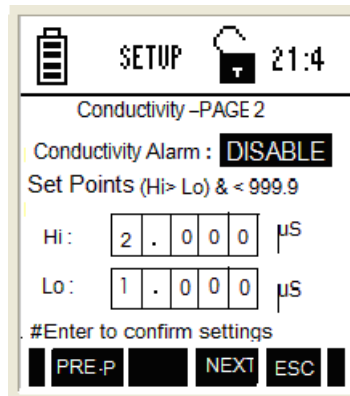 SETUP T 21:4
Conductivity –PAGE 2
Conductivity Alarm : DISABLE
Set Points (Hi> Lo) & < 999.9
Hi : 2 . 0 0 0 µS
Lo : 1 . 0 0 0 µS
. #Enter to confirm settings
PRE-P NEXT ESC